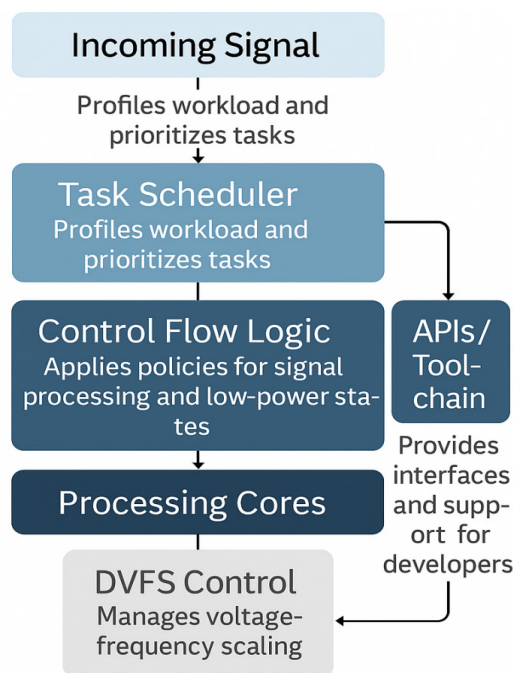 Incoming Signal
Profiles workload and
prioritizes tasks
Task Scheduler
Profiles workload and
prioritizes tasks
Control Flow Logic
Applies policies for signal
processing and low-power sta-
tes
APIs/
Tool-
chain
Provides
interfaces
and supp-
ort for
developers
Processing Cores
DVFS Control
Manages voltage-
frequency scaling